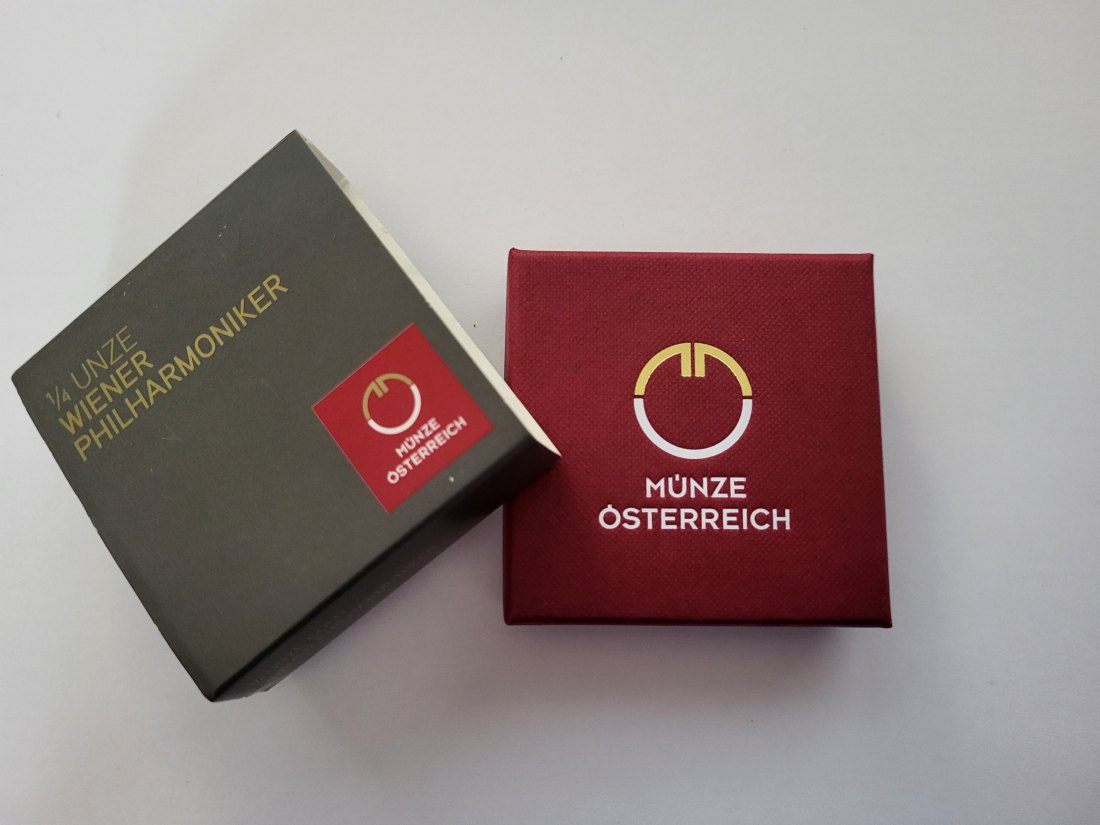 1/4 UNZE
WIENER
PHILHARMONIKER
MÜNZE
ÖSTERREICH
MÜNZE
ÖSTERREICH